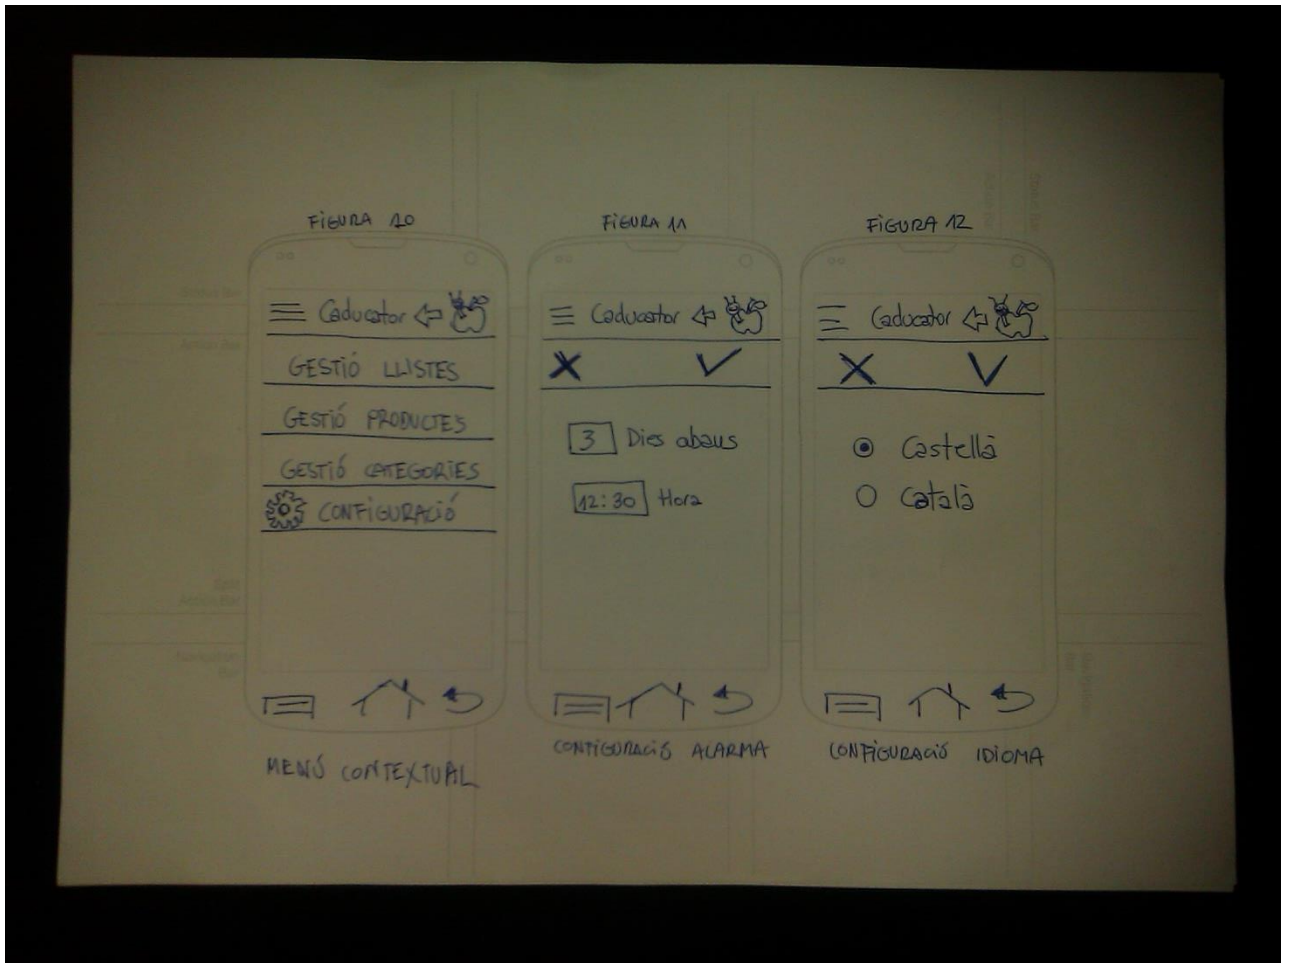 FIGURA 10
Caducator
GESTIÓ LLISTES
GESTIÓ PRODUCTES
GESTIÓ CATEGORIES
CONFIGURACIÓ
MENÚ CONTEXTUAL
FIGURA 11
Caducator
3 Dies abans
12:30 Hora
CONFIGURACIÓ ALARMA
FIGURA 12
Caducator
Castellà
Català
CONFIGURACIÓ IDIOMA